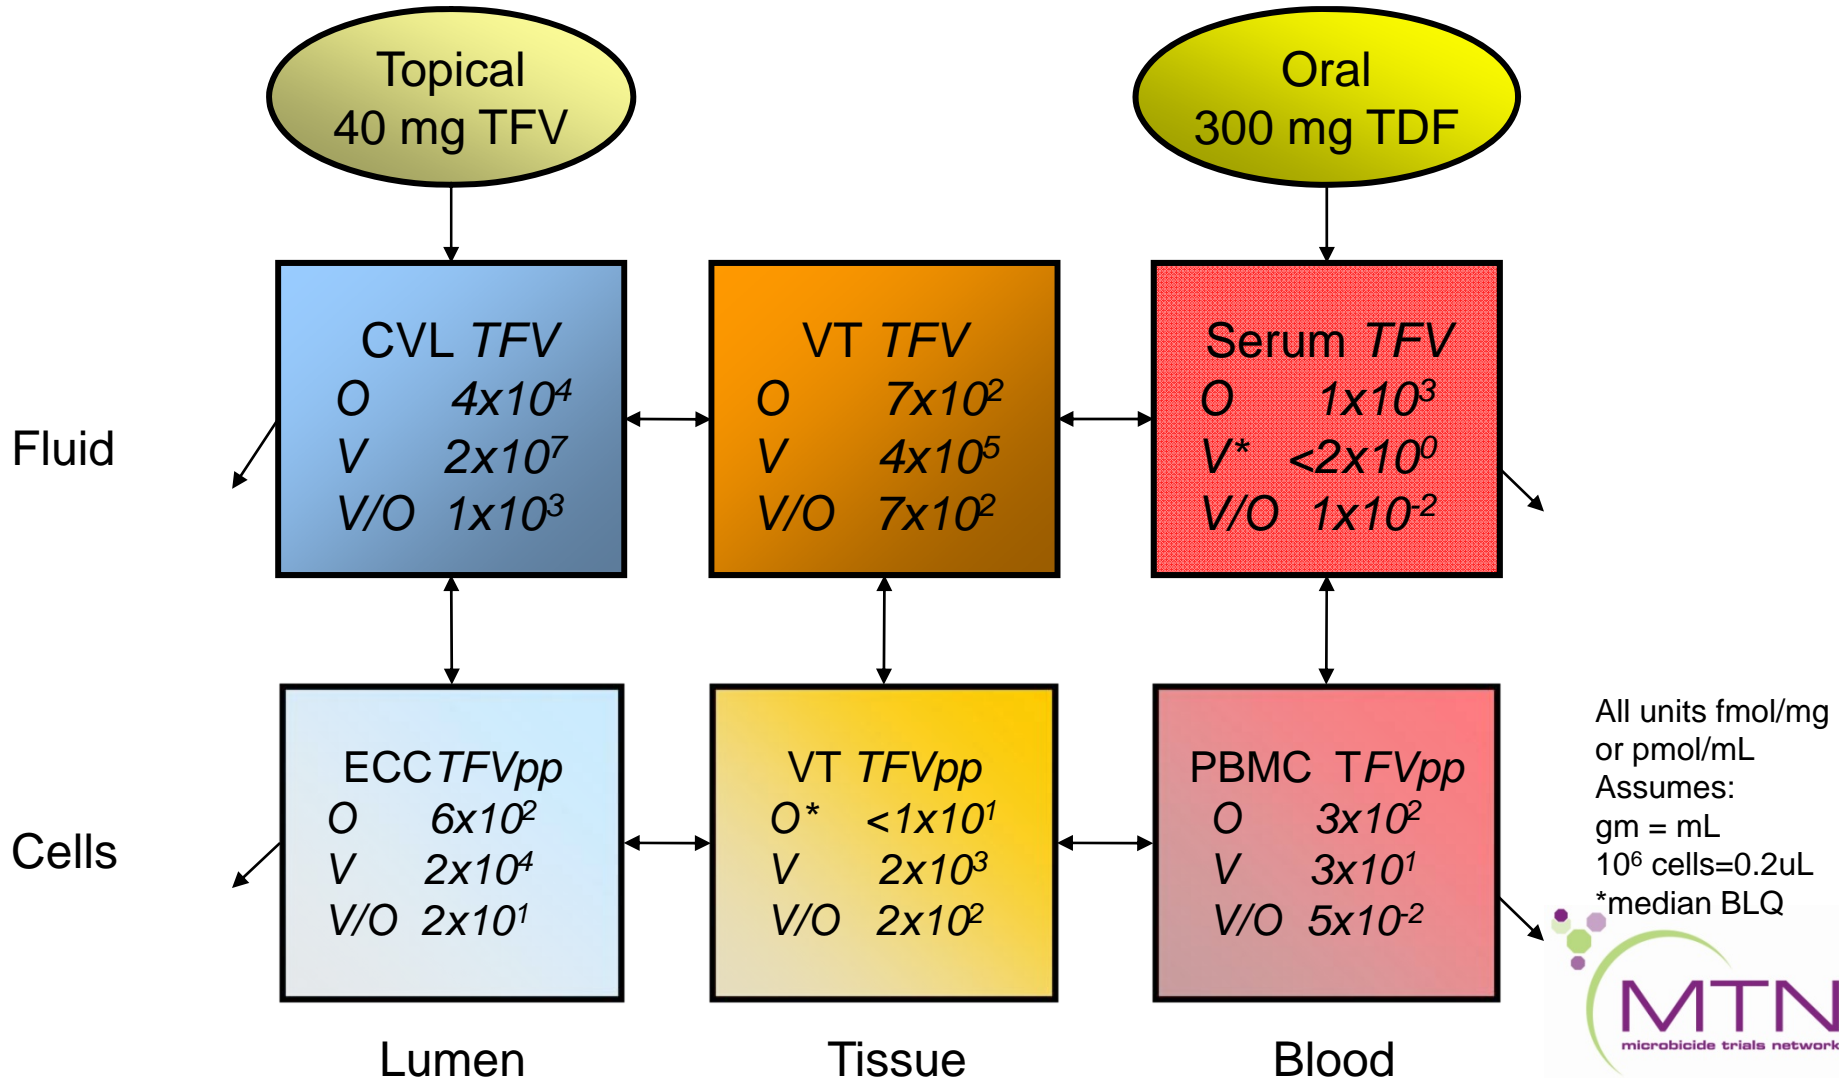 Topical
40 mg TFV
Oral
300 mg TDF
Fluid
CVL TFV
O 4x10⁴
V 2x10⁷
V/O 1x10³
VT TFV
O 7x10²
V 4x10⁵
V/O 7x10²
Serum TFV
O 1x10³
V* <2x10⁰
V/O 1x10⁻²
Cells
ECC TFVpp
O 6x10²
V 2x10⁴
V/O 2x10¹
VT TFVpp
O* <1x10¹
V 2x10³
V/O 2x10²
PBMC TFVpp
O 3x10²
V 3x10¹
V/O 5x10⁻²
All units fmol/mg
or pmol/mL
Assumes:
gm = mL
10⁶ cells=0.2uL
*median BLQ
MTN
microbicide trials network
Lumen
Tissue
Blood